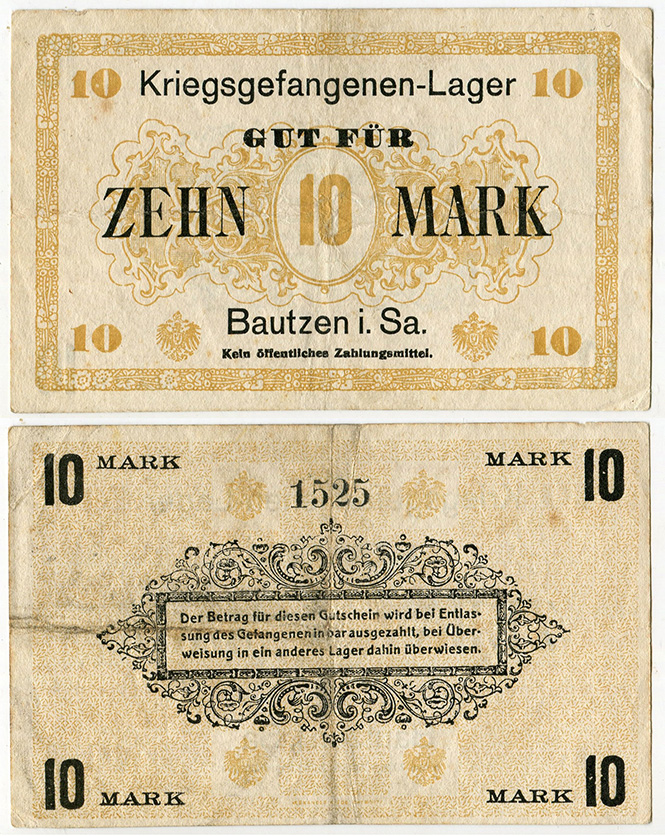 10 Kriegsgefangenen-Lager 10
GUT FÜR
ZEHN 10 MARK
Bautzen i. Sa.
10 Kein öffentliches Zahlungsmittel. 10
10 MARK MARK 10
1525
Der Betrag für diesen Gutschein wird bei Entlas-
sung des Gefangenen in bar ausgezahlt, bei Über-
weisung in ein anderes Lager dahin überwiesen.
10 MARK MARK 10